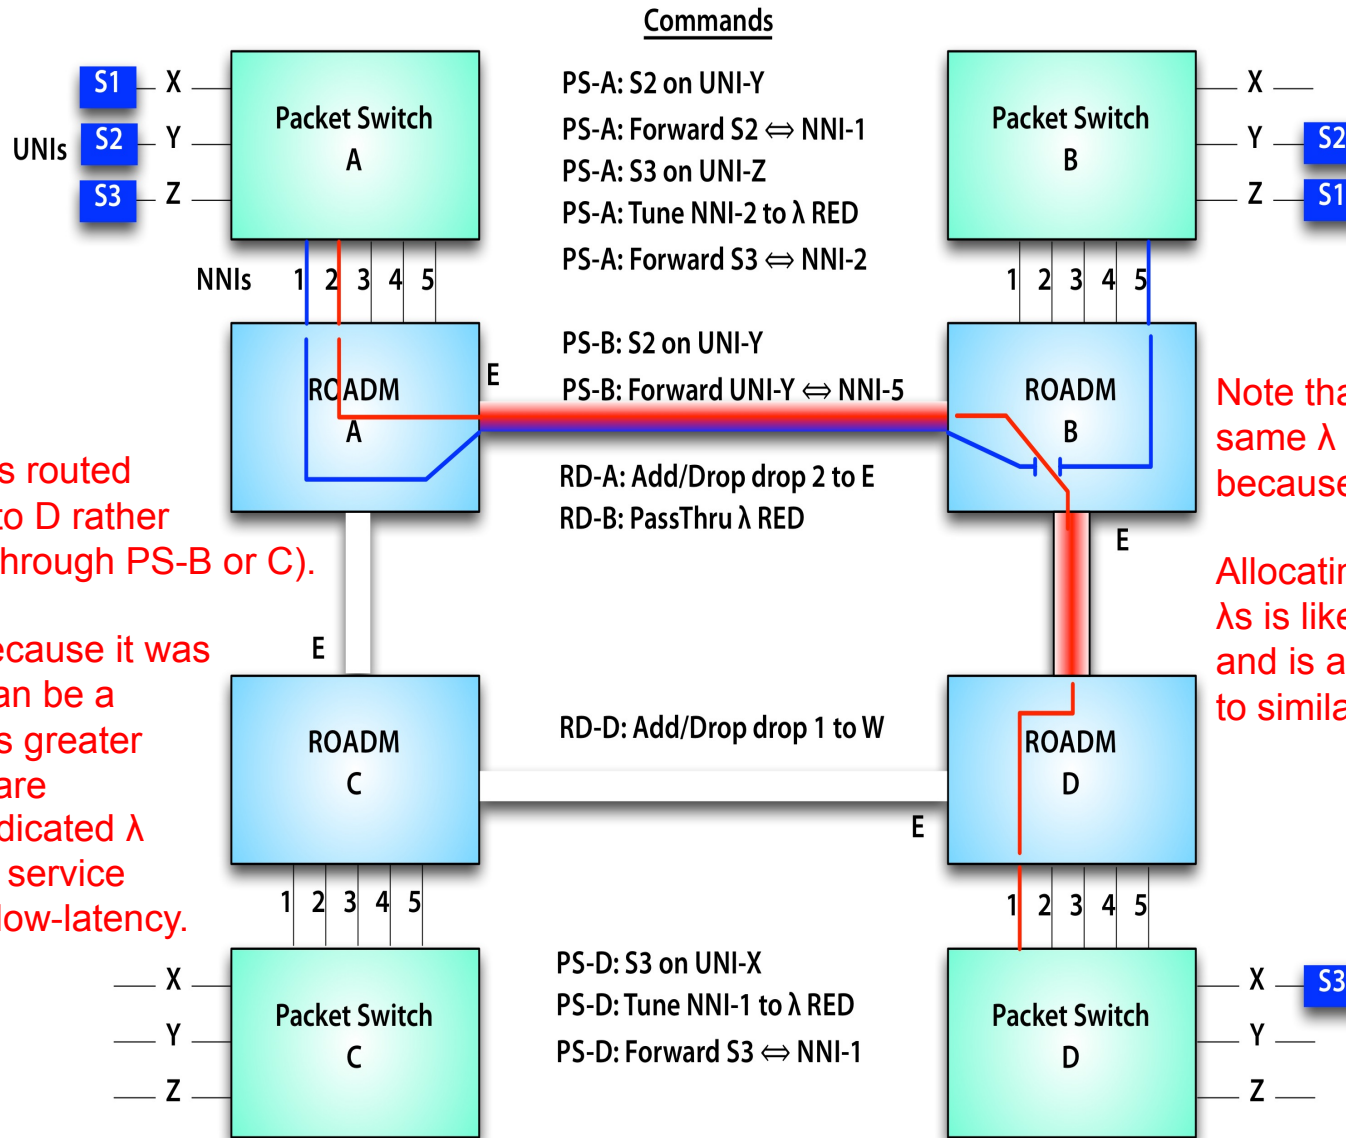 Commands
S1 X
UNIs S2 Y
S3 Z
Packet Switch
A
NNIs 1 2 3 4 5
ROADM
A
E
PS-A: S2 on UNI-Y
PS-A: Forward S2 ⇔ NNI-1
PS-A: S3 on UNI-Z
PS-A: Tune NNI-2 to λ RED
PS-A: Forward S3 ⇔ NNI-2
PS-B: S2 on UNI-Y
PS-B: Forward UNI-Y ⇔ NNI-5
RD-A: Add/Drop drop 2 to E
RD-B: PassThru λ RED
Packet Switch
B
X
Y S2
Z S1
1 2 3 4 5
ROADM
B
E
s routed
to D rather
through PS-B or C).
ecause it was
an be a
s greater
are
dicated λ
service
low-latency.
Note tha
same λ
because
Allocatin
λs is like
and is a
to simila
E
ROADM
C
1 2 3 4 5
RD-D: Add/Drop drop 1 to W
E
ROADM
D
1 2 3 4 5
X
Y
Z
Packet Switch
C
PS-D: S3 on UNI-X
PS-D: Tune NNI-1 to λ RED
PS-D: Forward S3 ⇔ NNI-1
Packet Switch
D
X S3
Y
Z